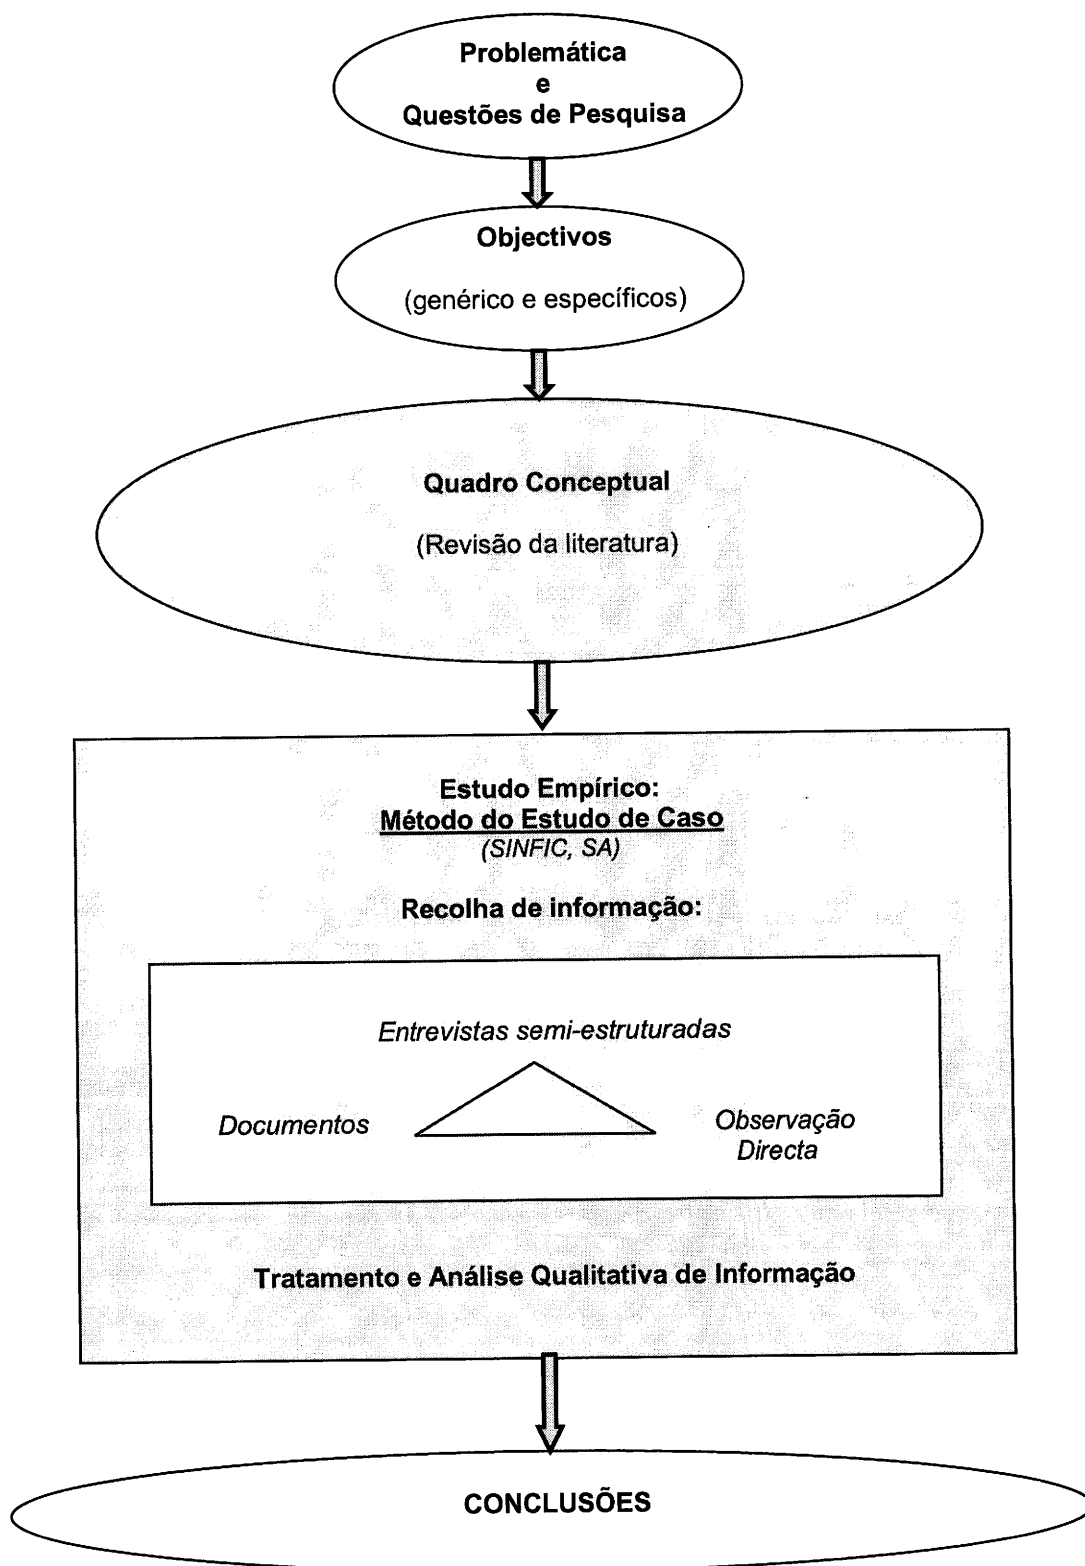 Problemática
e
Questões de Pesquisa
Objectivos
(genérico e específicos)
Quadro Conceptual
(Revisão da literatura)
Estudo Empírico:
Método do Estudo de Caso
(SINFIC, SA)
Recolha de informação:
Entrevistas semi-estruturadas
Documentos
Observação
Directa
Tratamento e Análise Qualitativa de Informação
CONCLUSÕES